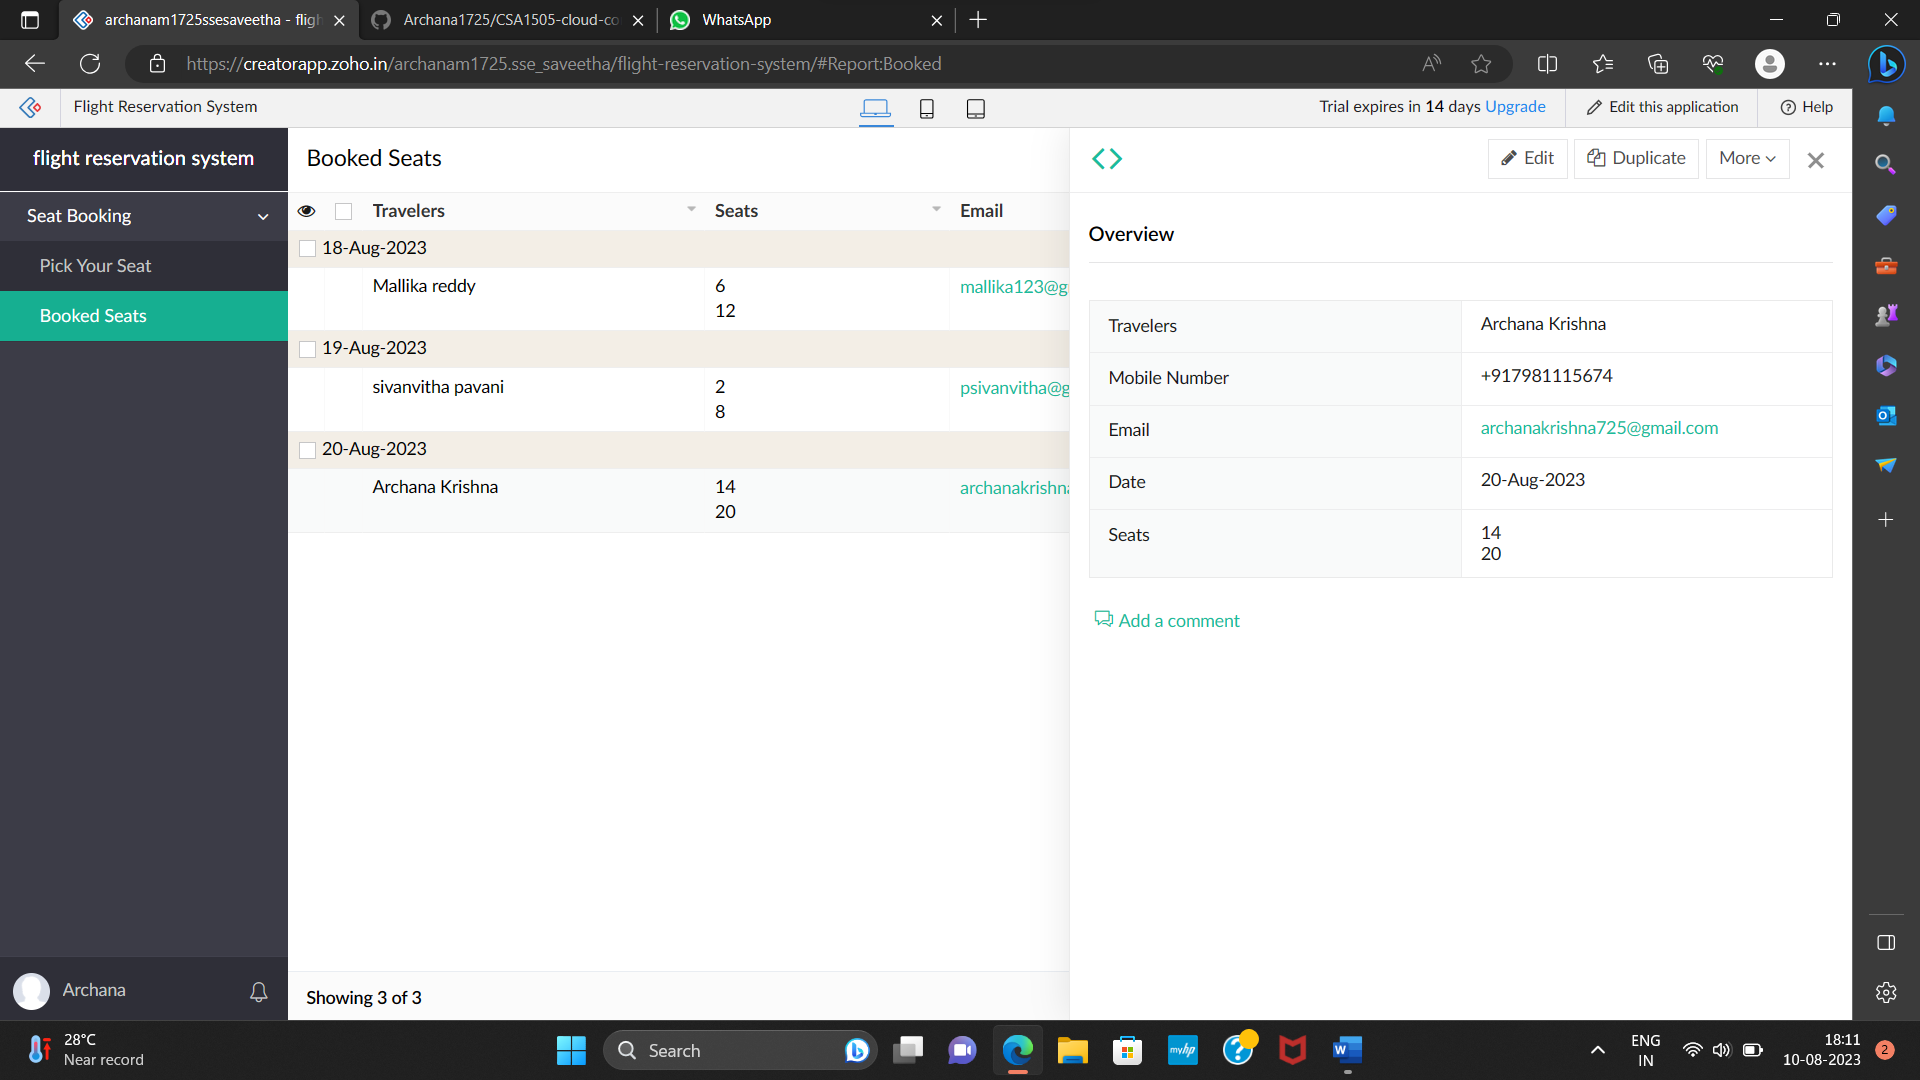 archanam1725ssesaveetha - fligh
Archana1725/CSA1505-cloud-co
WhatsApp
https://creatorapp.zoho.in/archanam1725.sse_saveetha/flight-reservation-system/#Report:Booked
Flight Reservation System
Trial expires in 14 days Upgrade
Edit this application
Help
flight reservation system
Seat Booking
Pick Your Seat
Booked Seats
Archana
Booked Seats
Travelers Seats Email
18-Aug-2023
Mallika reddy 6 mallika123@g
12
19-Aug-2023
sivanvitha pavani 2 psivanvitha@g
8
20-Aug-2023
Archana Krishna 14 archanakrishna
20
Showing 3 of 3
Edit
Duplicate
More
Overview
Travelers Archana Krishna
Mobile Number +917981115674
Email archanakrishna725@gmail.com
Date 20-Aug-2023
Seats 14
20
Add a comment
28°C
Near record
Search
myhp
W
ENG
IN
18:11
10-08-2023
2